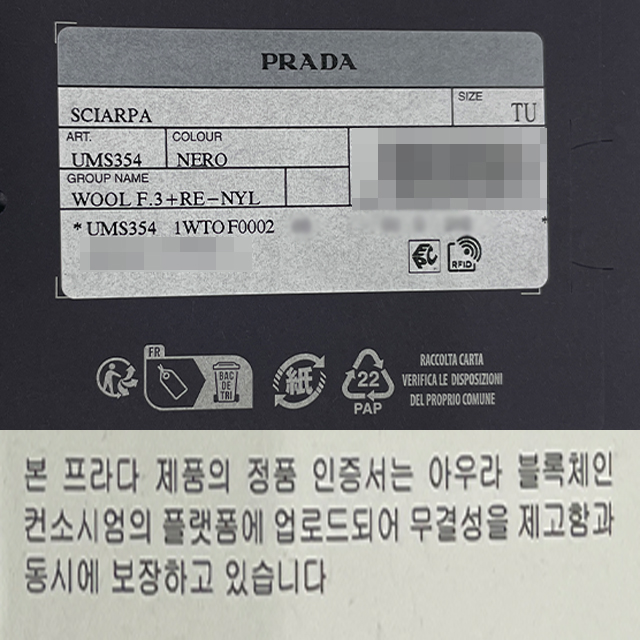 PRADA
SCIARPA
SIZE
TU
ART.
COLOUR
UMS354
NERO
GROUP NAME
WOOL F.3+RE-NYL
* UMS354 1WTO F0002
*
EPC
RFID
FR
BAC
DE
TRI
紙
22
PAP
RACCOLTA CARTA
VERIFICA LE DISPOSIZIONI
DEL PROPRIO COMUNE
본 프라다 제품의 정품 인증서는 아우라 블록체인
컨소시엄의 플랫폼에 업로드되어 무결성을 제고함과
동시에 보장하고 있습니다